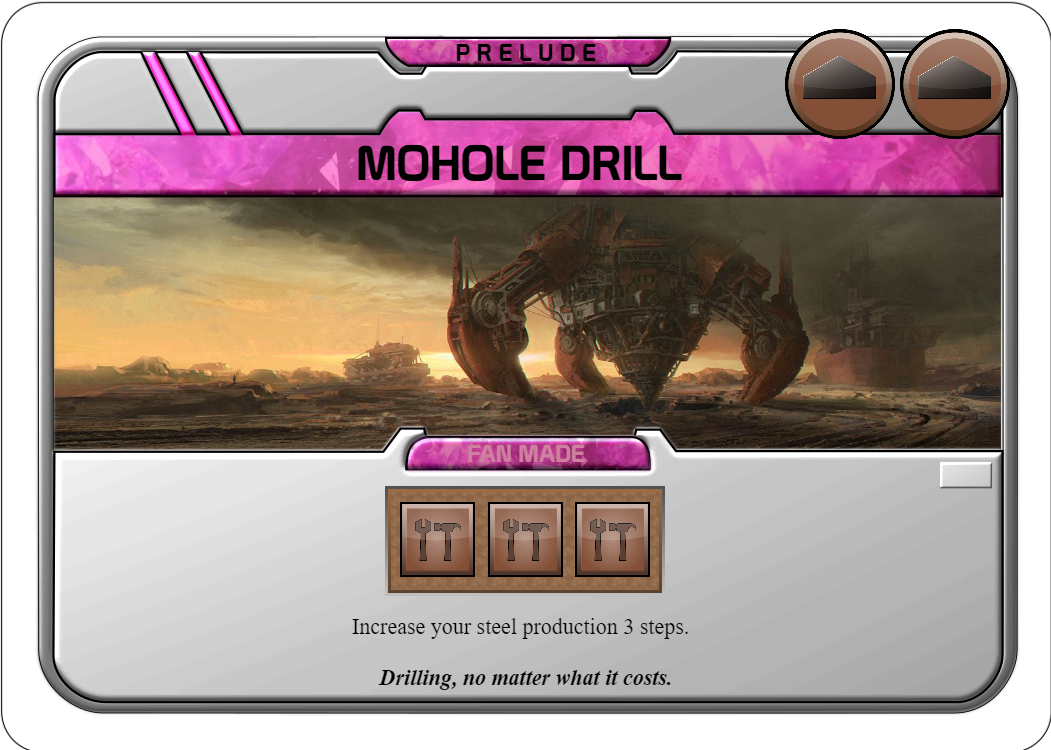 PRELUDE
MOHOLE DRILL
FAN MADE
Increase your steel production 3 steps.
Drilling, no matter what it costs.